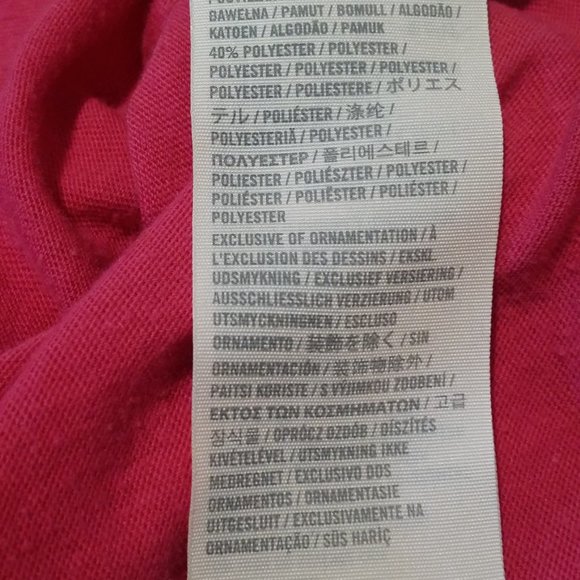 BAWEŁNA / PAMUT / BOMULL / ALGODÃO /
KATOEN / ALGODÃO / PAMUK
40% POLYESTER / POLYESTER /
POLYESTER / POLYESTER / POLYESTER /
POLYESTER / POLIESTERE / ポリエス
テル / POLIÉSTER / 涤纶 /
POLYESTERIÄ / POLYESTER /
ΠΟΛΥΕΣΤΕΡ / 폴리에스테르 /
POLIESTER / POLIÉSZTER / POLYESTER /
POLIÉSTER / POLIËSTER / POLIÉSTER /
POLYESTER
EXCLUSIVE OF ORNAMENTATION / À
L'EXCLUSION DES DESSINS / EKSKL.
UDSMYKNING / EXCLUSIEF VERSIERING /
AUSSCHLIESSLICH VERZIERUNG / UTOM
UTSMYCKNINGNEN / ESCLUSO
ORNAMENTO / 装飾を除く / SIN
ORNAMENTACIÓN / 装饰物除外 /
PAITSI KORISTE / S VÝJIMKOU ZDOBENÍ /
ΕΚΤΟΣ ΤΩΝ ΚΟΣΜΗΜΑΤΩΝ / 고급
장식물 / OPRÓCZ OZDÓB / DÍSZÍTÉS
KIVÉTELÉVEL / UTSMYKNING IKKE
MEDREGNET / EXCLUSIVO DOS
ORNAMENTOS / ORNAMENTASIE
UITGESLUIT / EXCLUSIVAMENTE NA
ORNAMENTAÇÃO / SÜS HARİÇ